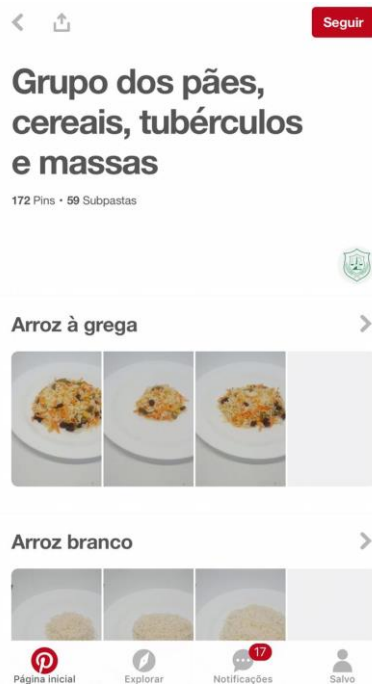 Seguir
Grupo dos pães,
cereais, tubérculos
e massas
172 Pins • 59 Subpastas
Arroz à grega
Arroz branco
17
Página inicial
Explorar
Notificações
Salvo